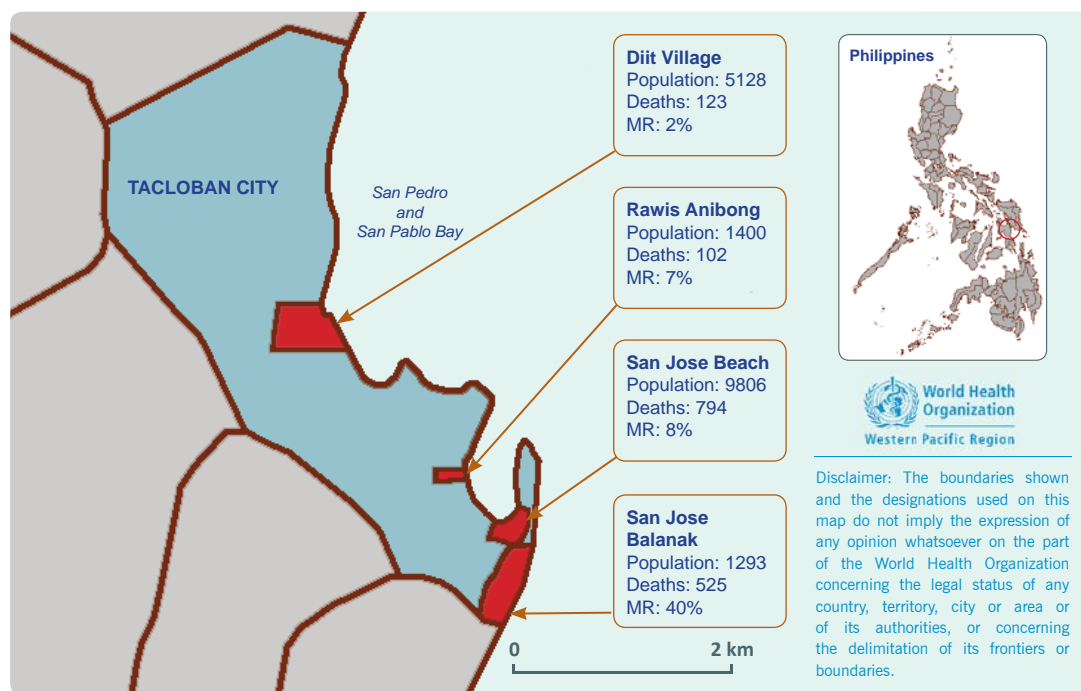 TACLOBAN CITY
San Pedro
and
San Pablo Bay
Diit Village
Population: 5128
Deaths: 123
MR: 2%
Rawis Anibong
Population: 1400
Deaths: 102
MR: 7%
San Jose Beach
Population: 9806
Deaths: 794
MR: 8%
San Jose
Balanak
Population: 1293
Deaths: 525
MR: 40%
0 2 km
Philippines
World Health
Organization
Western Pacific Region
Disclaimer: The boundaries shown
and the designations used on this
map do not imply the expression of
any opinion whatsoever on the part
of the World Health Organization
concerning the legal status of any
country, territory, city or area or
of its authorities, or concerning
the delimitation of its frontiers or
boundaries.